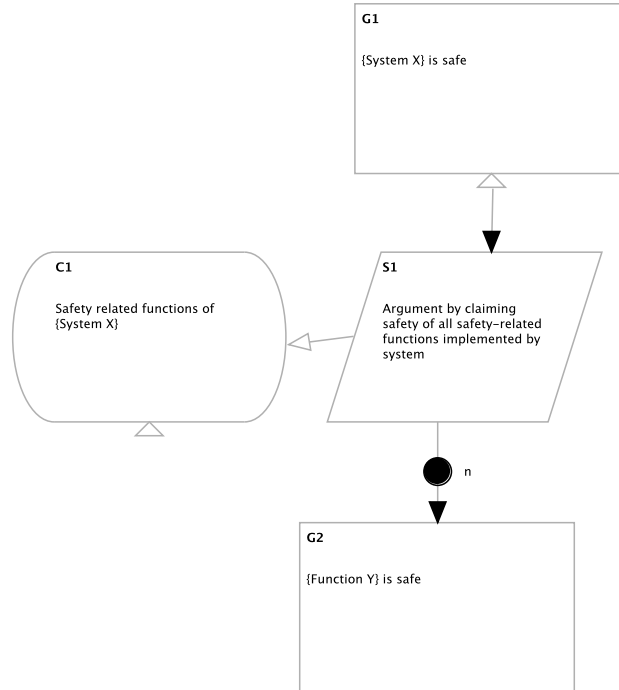 G1
{System X} is safe
C1
Safety related functions of
{System X}
S1
Argument by claiming
safety of all safety-related
functions implemented by
system
n
G2
{Function Y} is safe